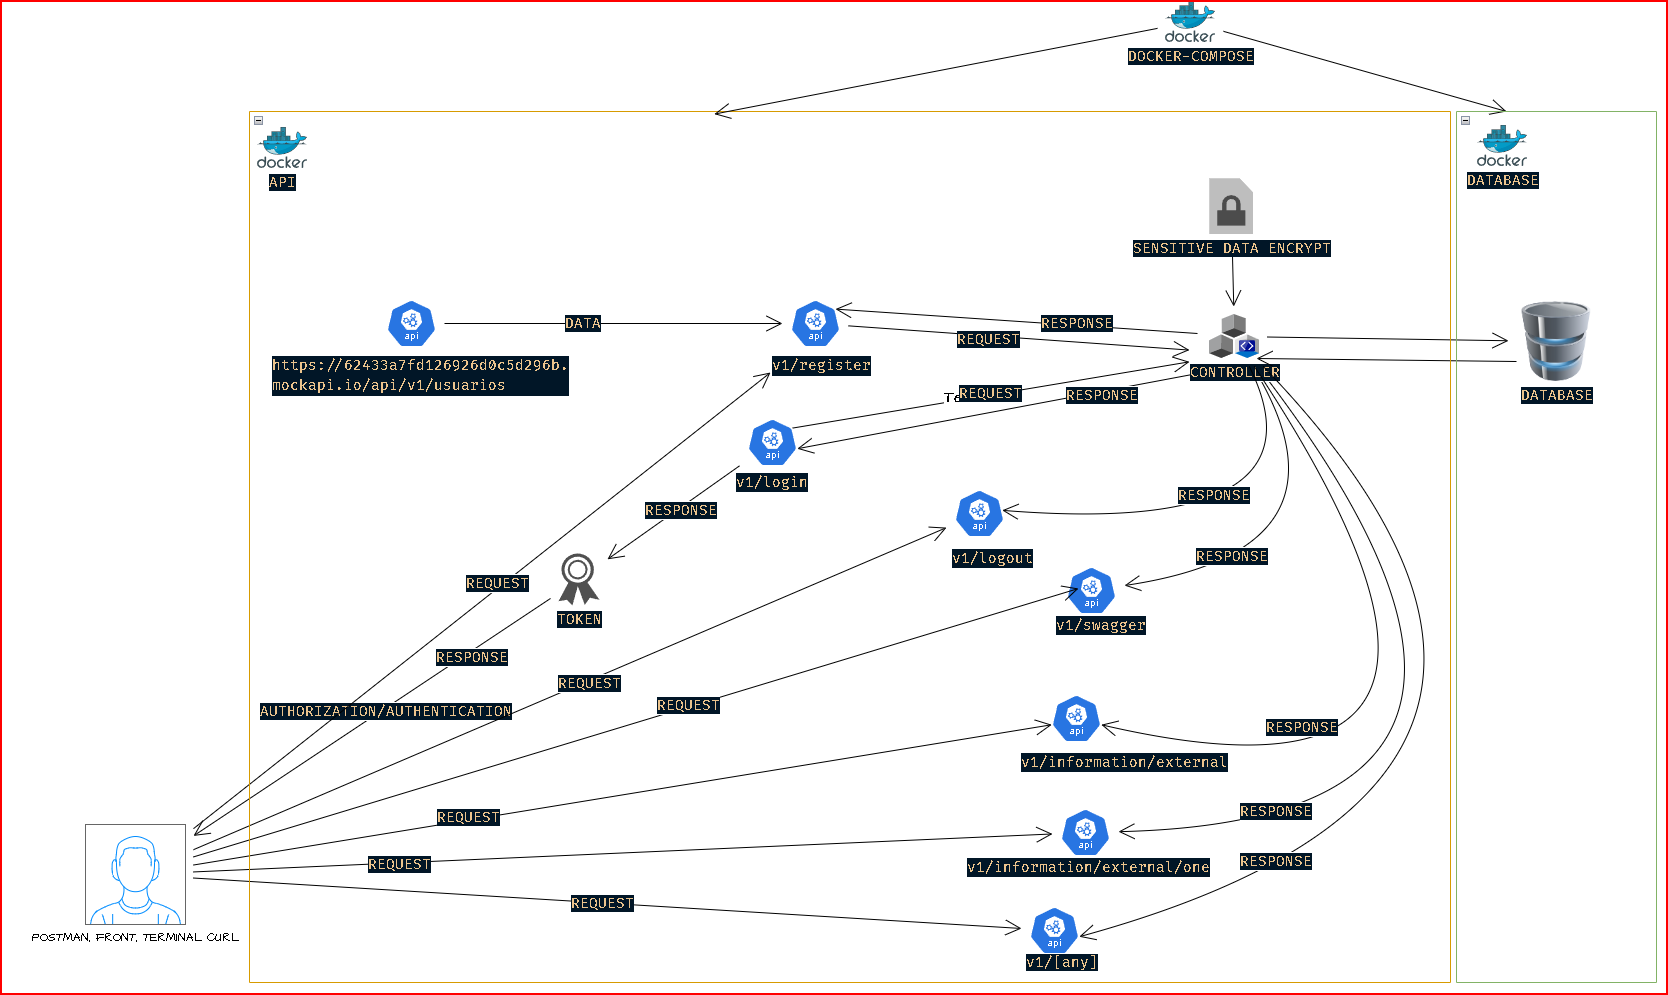 docker
DOCKER-COMPOSE
docker
API
docker
DATABASE
SENSITIVE DATA ENCRYPT
api
DATA
api
RESPONSE
REQUEST
https://62433a7fd126926d0c5d296b.
mockapi.io/api/v1/usuarios
v1/register
CONTROLLER
DATABASE
REQUEST
RESPONSE
api
v1/login
RESPONSE
RESPONSE
api
v1/logout
RESPONSE
REQUEST
TOKEN
api
v1/swagger
RESPONSE
REQUEST
REQUEST
AUTHORIZATION/AUTHENTICATION
api
RESPONSE
v1/information/external
REQUEST
RESPONSE
api
REQUEST
v1/information/external/one
RESPONSE
REQUEST
api
POSTMAN, FRONT, TERMINAL CURL
v1/[any]